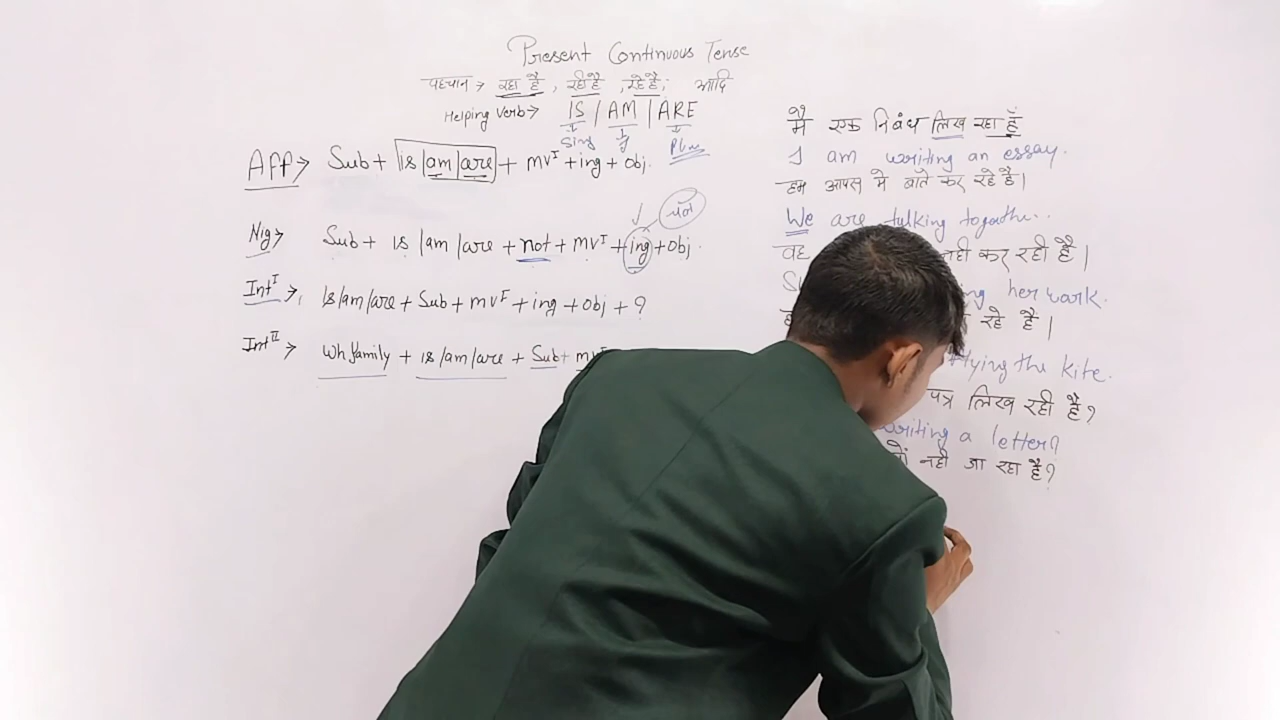 Present Continuous Tense
पहचान → रहा है, रही है, रहे है; आदि
Helping Verb→ IS / AM / ARE
Sing I Plu
Aff→ Sub + is/am/are + mvᴵ + ing + obj.
Nig→ Sub + is/am/are + not + mvᴵ + ing + obj.
Intᴵ→, Is/am/are + Sub + mvᴵ + ing + obj + ?
Intᴵᴵ→ Wh.family + is/am/are + Sub + mvᴵ
मै एक निबंध लिख रहा हूँ
I am writing an essay.
हम आपस मे बाते कर रहे है।
We are talking
वह नही कर रही है।
her work.
रहे है।
flying the kite.
पत्र लिख रही है?
writing a letter?
नही जा रहा है?